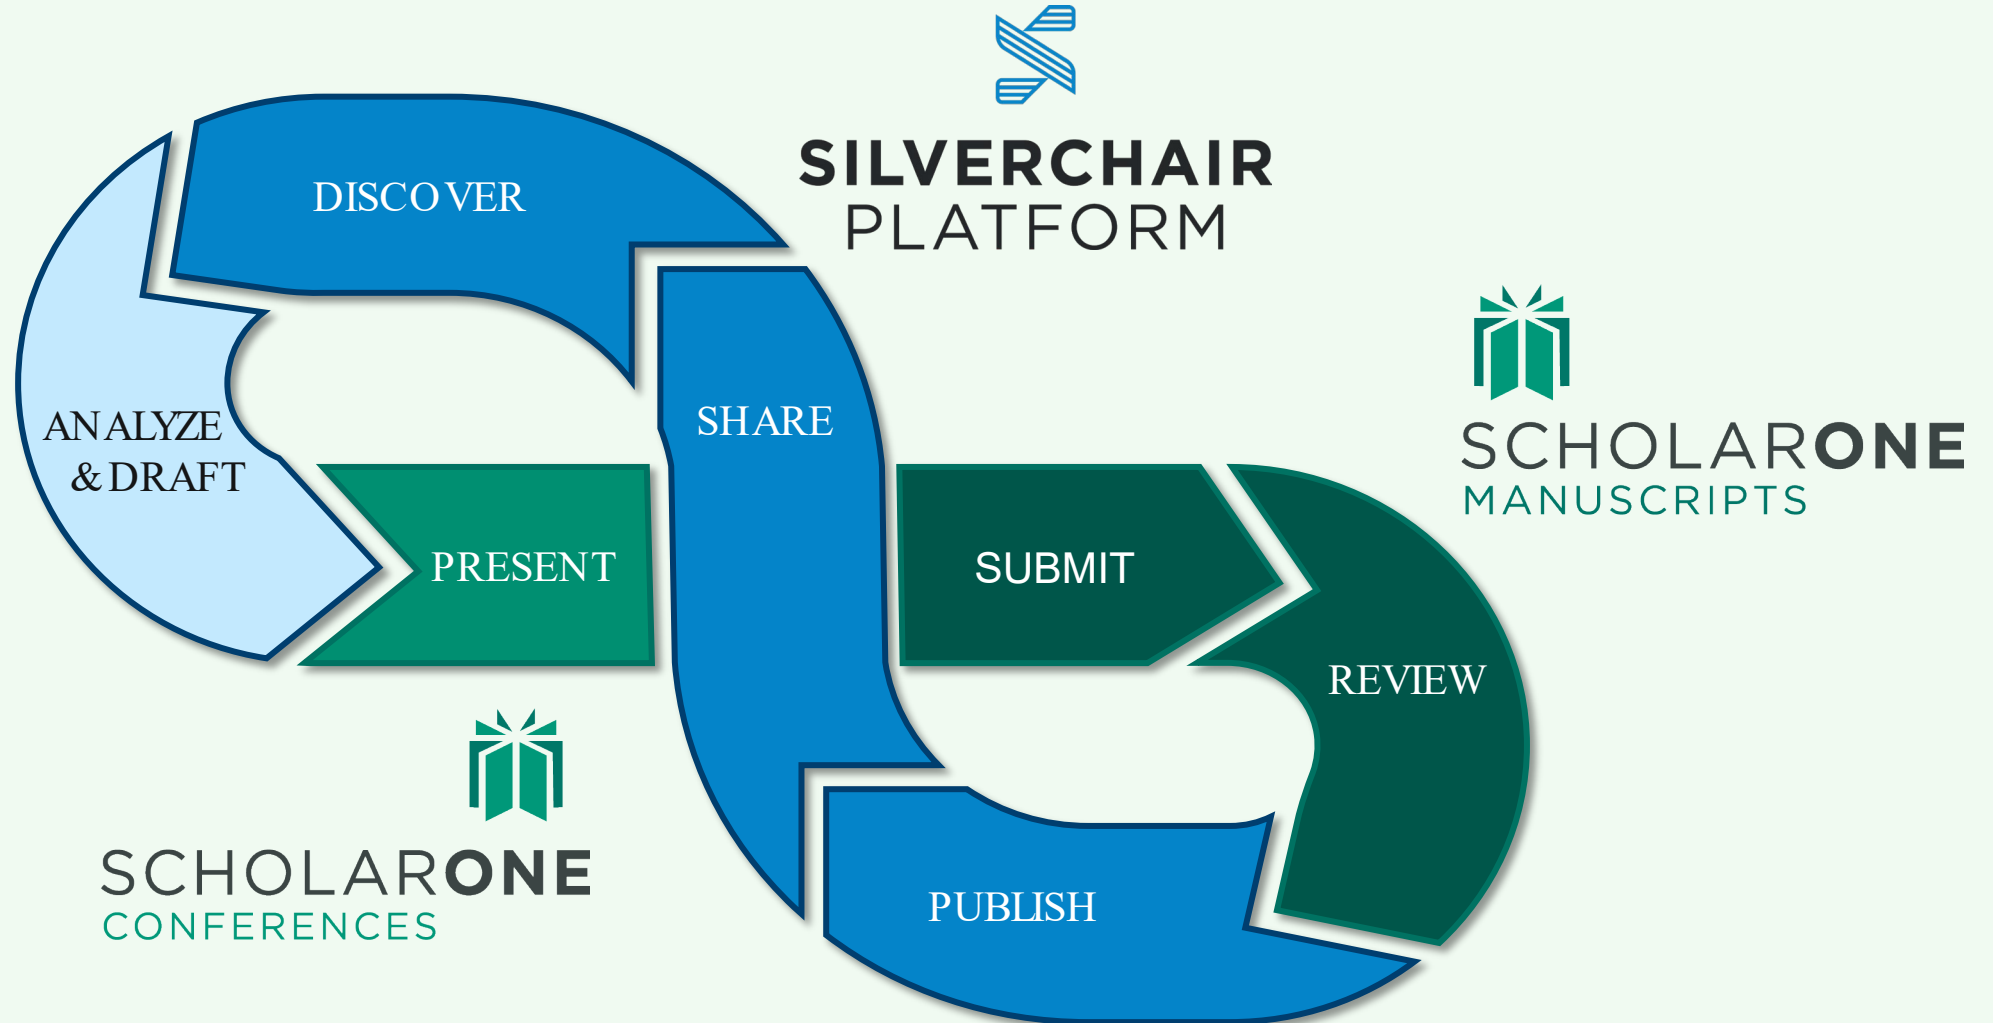 SILVERCHAIR
PLATFORM
DISCOVER
SHARE
ANALYZE
& DRAFT
PRESENT
SUBMIT
REVIEW
PUBLISH
SCHOLARONE
MANUSCRIPTS
SCHOLARONE
CONFERENCES